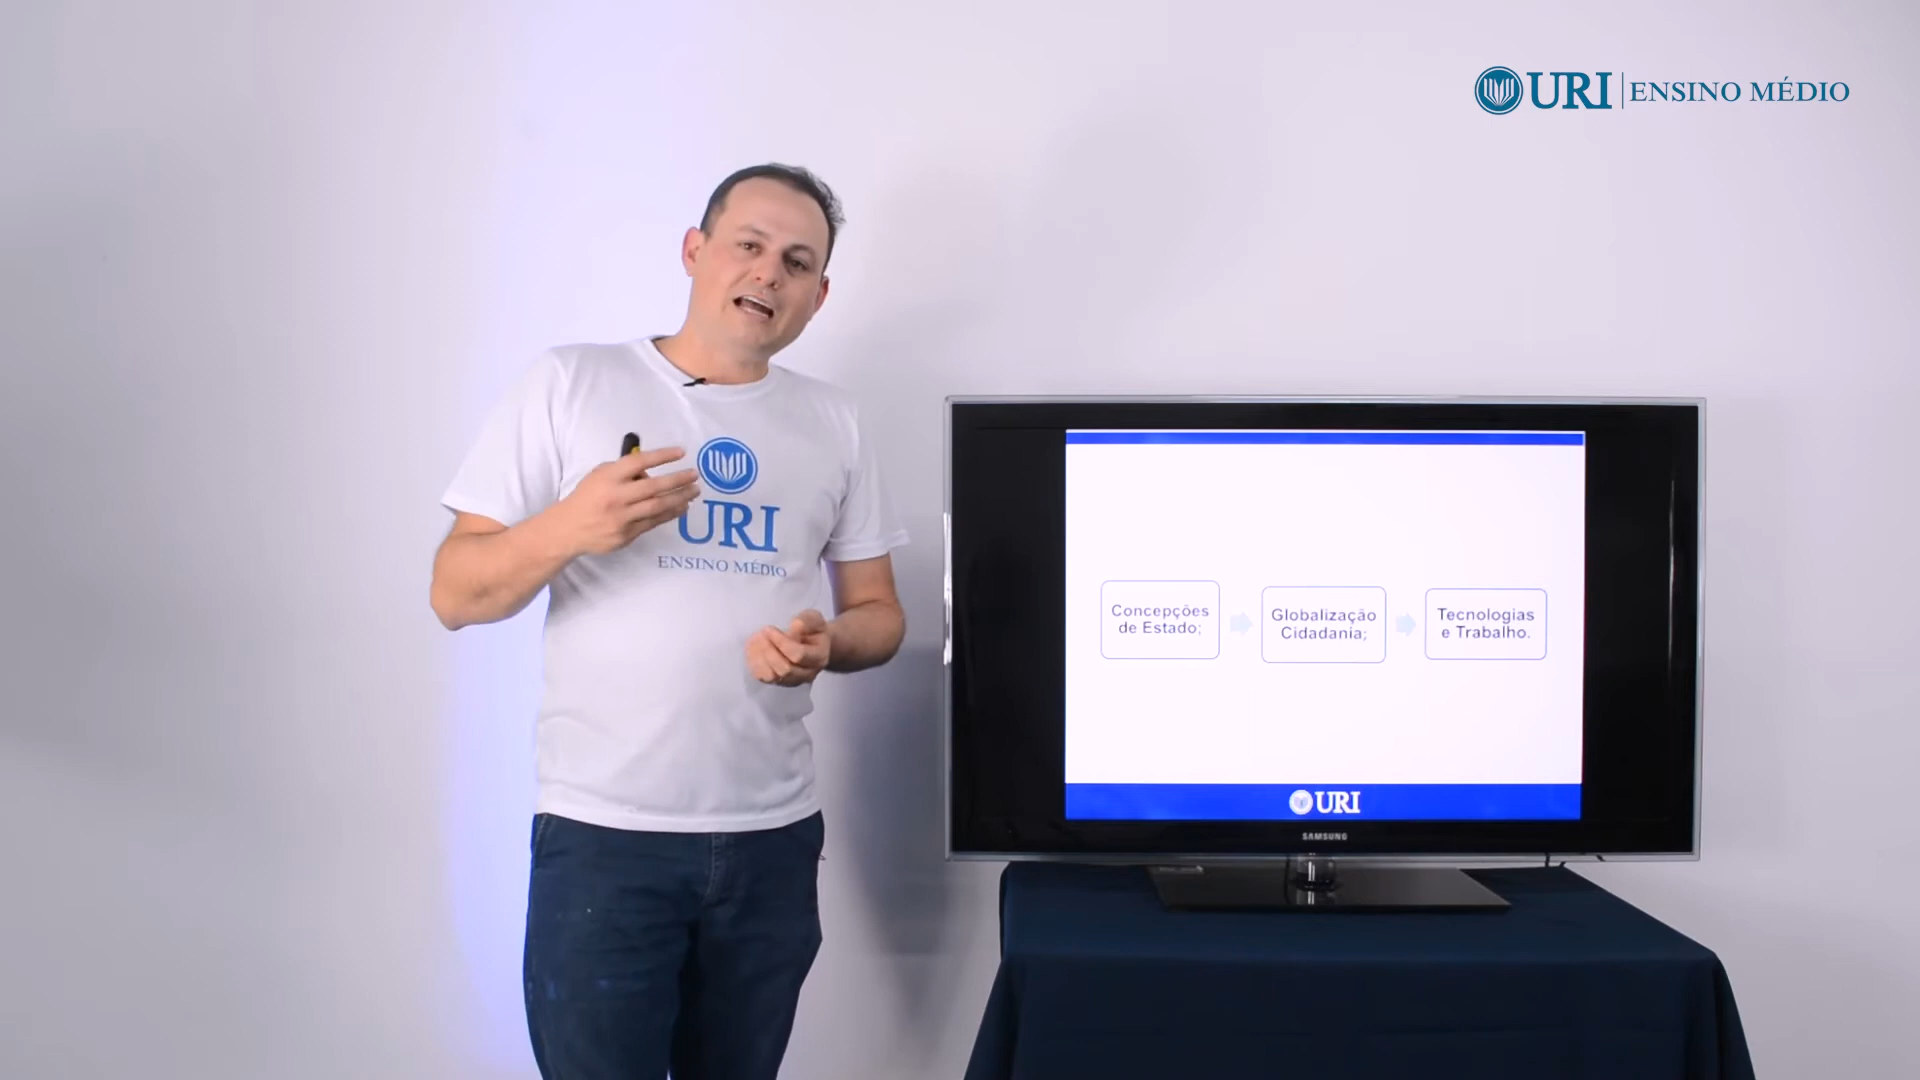 URI ENSINO MÉDIO
URI
ENSINO MÉDIO
Concepções
de Estado;
Globalização
Cidadania;
Tecnologias
e Trabalho.
URI
SAMSUNG